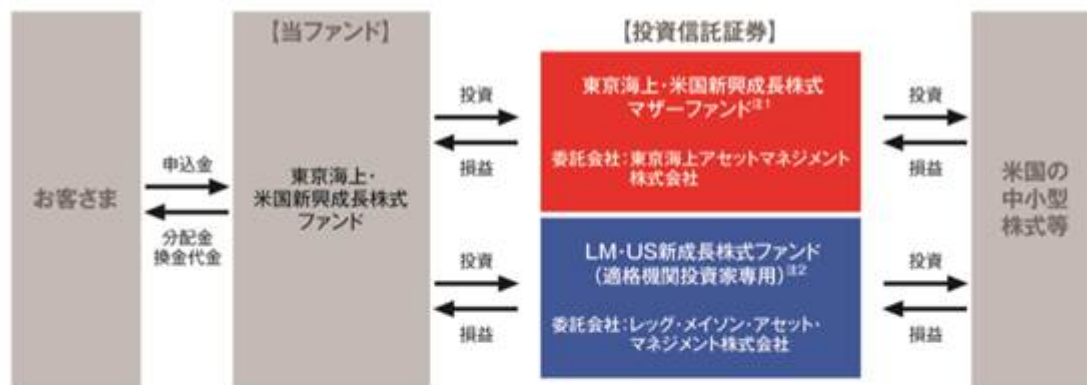 お客さま
申込金
分配金
換金代金
【当ファンド】
東京海上・
米国新興成長株式
ファンド
投資
損益
投資
損益
【投資信託証券】
東京海上・米国新興成長株式
マザーファンド注1
委託会社：東京海上アセットマネジメント
株式会社
LM・US新成長株式ファンド
（適格機関投資家専用）注2
委託会社：レッグ・メイソン・アセット・
マネジメント株式会社
投資
損益
投資
損益
米国の
中小型
株式等